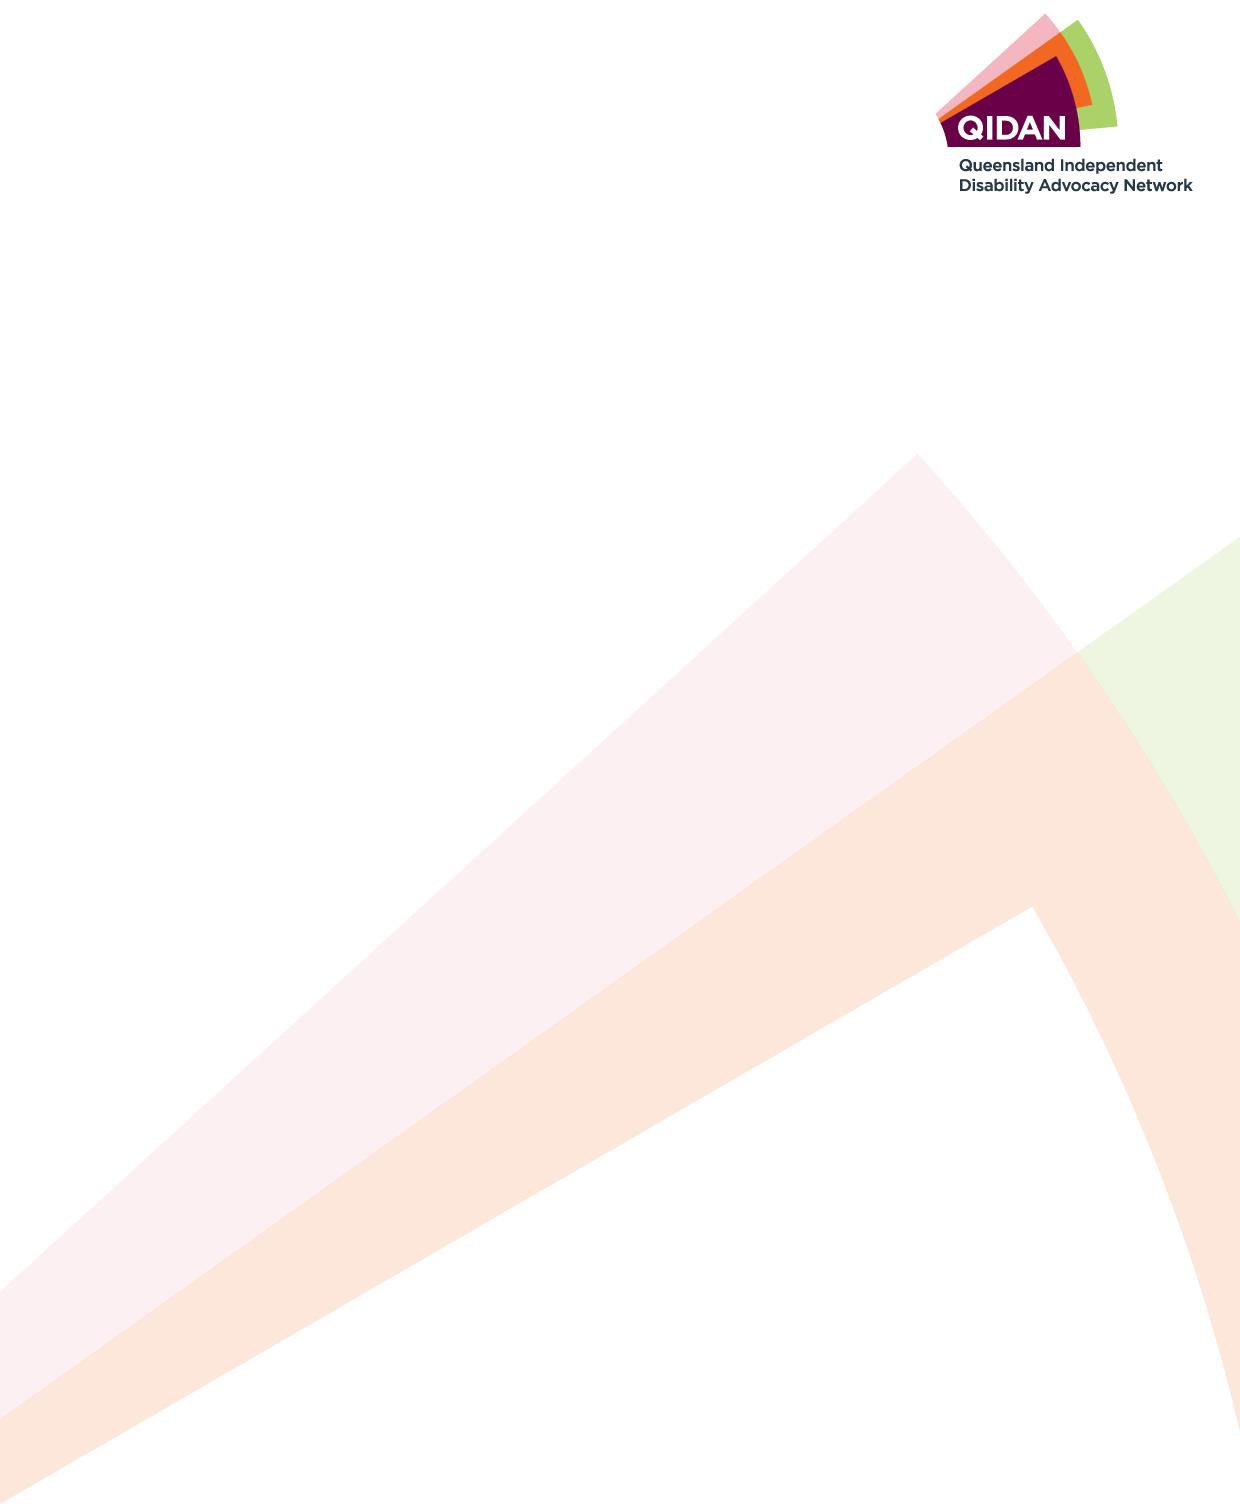 QIDAN
Queensland Independent
Disability Advocacy Network